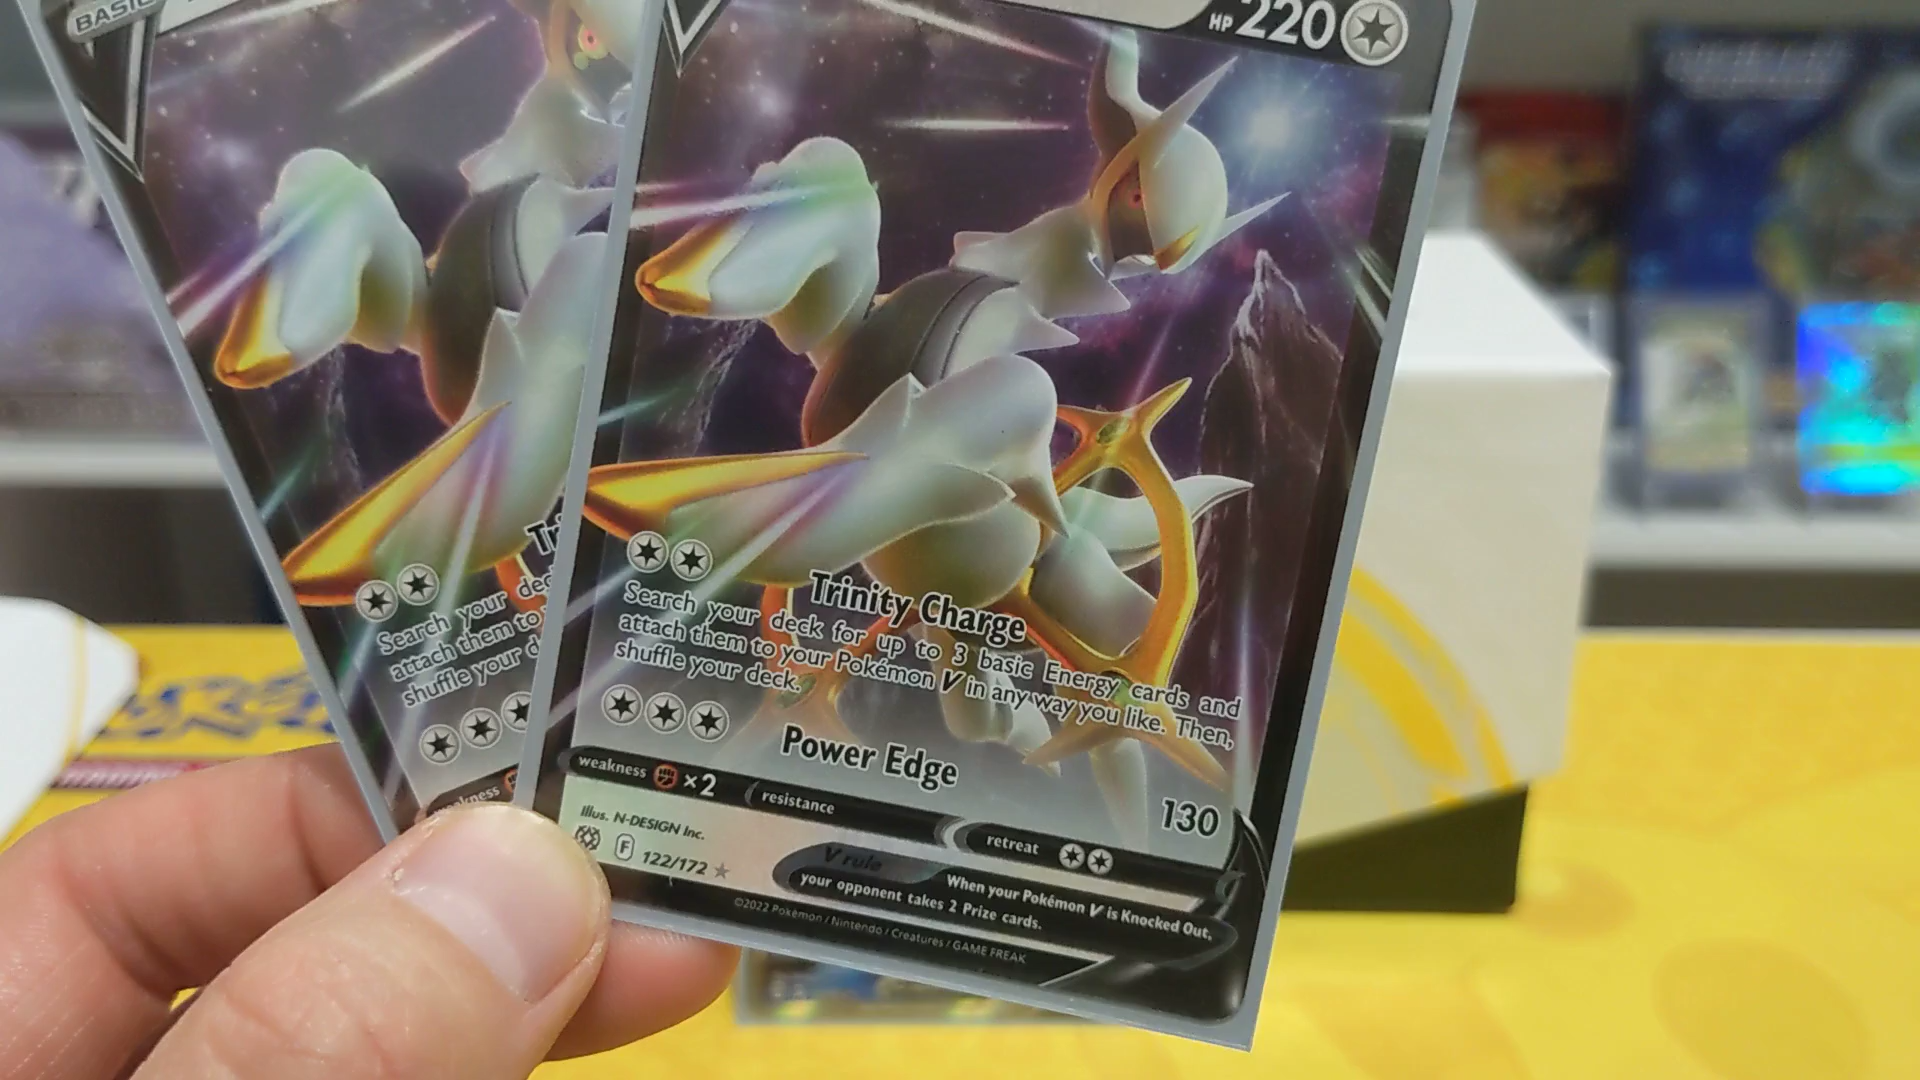 BASIC
Tri
Search your dec
attach them to
shuffle your d
weakness
HP 220
Trinity Charge
Search your deck for up to 3 basic Energy cards and
attach them to your Pokémon V in any way you like. Then,
shuffle your deck.
Power Edge
130
weakness ×2
resistance
retreat
Illus. N-DESIGN Inc.
F 122/172
V rule
When your Pokémon V is Knocked Out,
your opponent takes 2 Prize cards.
©2022 Pokémon / Nintendo / Creatures / GAME FREAK